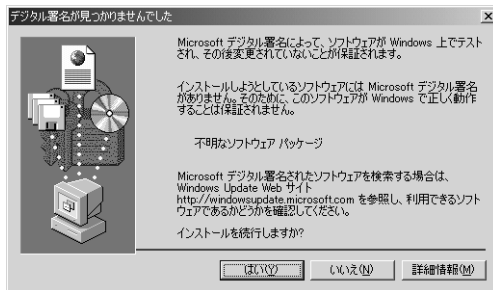 デジタル署名が見つかりませんでした
Microsoft デジタル署名によって、ソフトウェアが Windows 上でテスト
され、その後変更されていないことが保証されます。
インストールしようとしているソフトウェアには Microsoft デジタル署名
がありません。そのために、このソフトウェアが Windows で正しく動作
することは保証されません。
不明なソフトウェア パッケージ
Microsoft デジタル署名されたソフトウェアを検索する場合は、
Windows Update Web サイト
http://windowsupdate.microsoft.com を参照し、利用できるソフト
ウェアであるかどうかを確認してください。
インストールを続行しますか?
はい(Y) いいえ(N) 詳細情報(M)